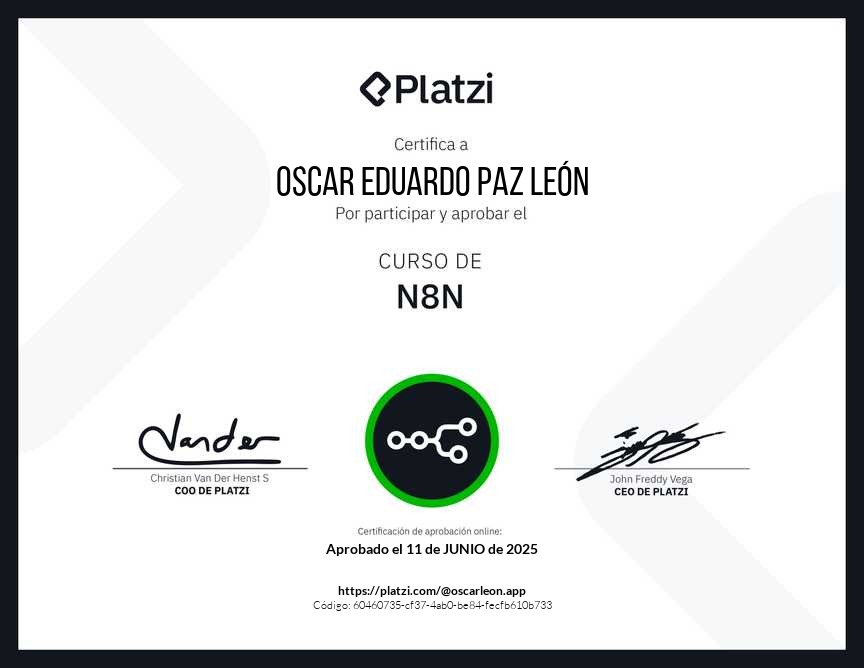 Platzi
Certifica a
OSCAR EDUARDO PAZ LEÓN
Por participar y aprobar el
CURSO DE
N8N
Vander
Christian Van Der Henst S
COO DE PLATZI
John Freddy Vega
CEO DE PLATZI
Certificación de aprobación online:
Aprobado el 11 de JUNIO de 2025
https://platzi.com/@oscarleon.app
Código: 60460735-cf37-4ab0-be84-fecfb610b733